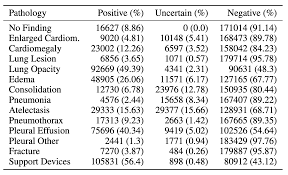 Pathology Positive (%) Uncertain (%) Negative (%)
No Finding 16627 (8.86) 0 (0.0) 171014 (91.14)
Enlarged Cardiom. 9020 (4.81) 10148 (5.41) 168473 (89.78)
Cardiomegaly 23002 (12.26) 6597 (3.52) 158042 (84.23)
Lung Lesion 6856 (3.65) 1071 (0.57) 179714 (95.78)
Lung Opacity 92669 (49.39) 4341 (2.31) 90631 (48.3)
Edema 48905 (26.06) 11571 (6.17) 127165 (67.77)
Consolidation 12730 (6.78) 23976 (12.78) 150935 (80.44)
Pneumonia 4576 (2.44) 15658 (8.34) 167407 (89.22)
Atelectasis 29333 (15.63) 29377 (15.66) 128931 (68.71)
Pneumothorax 17313 (9.23) 2663 (1.42) 167665 (89.35)
Pleural Effusion 75696 (40.34) 9419 (5.02) 102526 (54.64)
Pleural Other 2441 (1.3) 1771 (0.94) 183429 (97.76)
Fracture 7270 (3.87) 484 (0.26) 179887 (95.87)
Support Devices 105831 (56.4) 898 (0.48) 80912 (43.12)